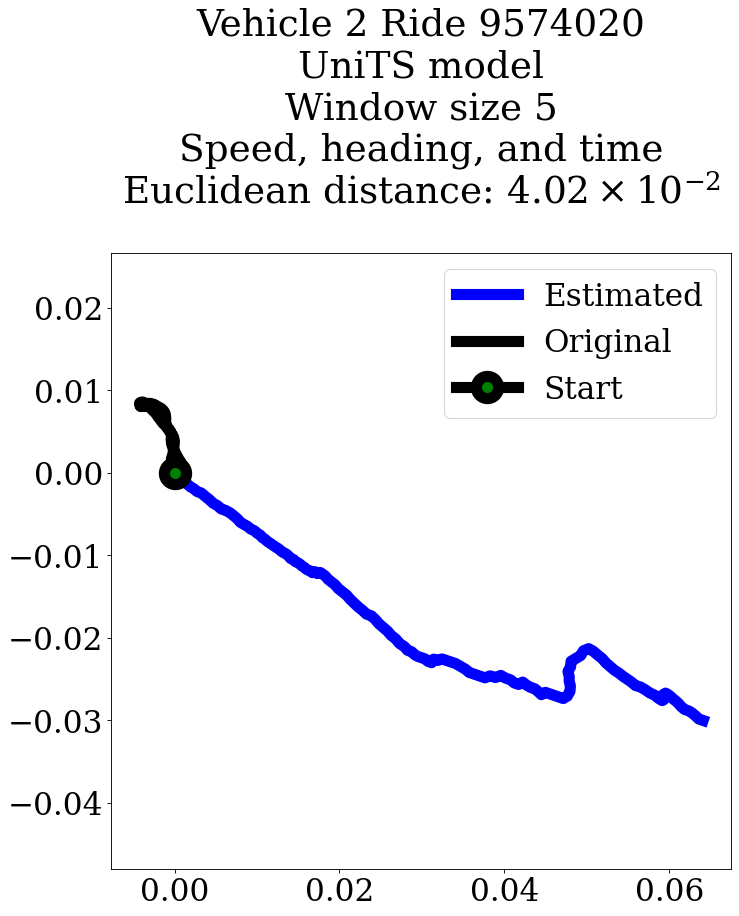 Vehicle 2 Ride 9574020
UniTS model
Window size 5
Speed, heading, and time
Euclidean distance: 4.02 × 10⁻²
Estimated
Original
Start
0.02
0.01
0.00
−0.01
−0.02
−0.03
−0.04
0.00 0.02 0.04 0.06